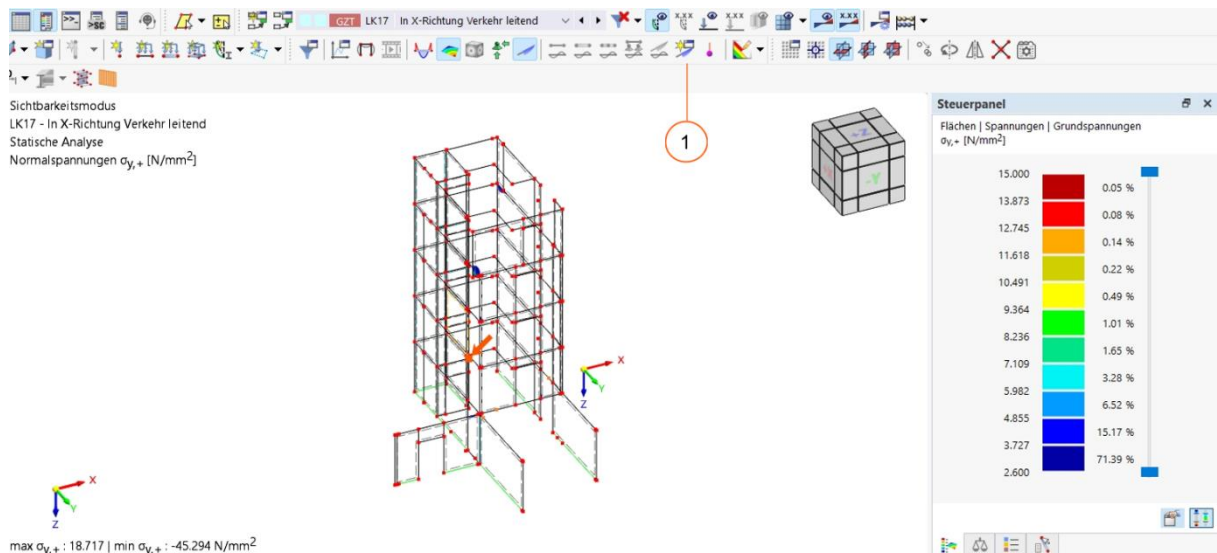 GZT LK17 In X-Richtung Verkehr leitend
x.xx
x.xx
x.xx
>SC
1
Sichtbarkeitsmodus
LK17 - In X-Richtung Verkehr leitend
Statische Analyse
Normalspannungen σy,+ [N/mm²]
+Z
-Y
X
Y
Z
X
Y
Z
max σy,+ : 18.717 | min σy,+ : -45.294 N/mm²
Steuerpanel
Flächen | Spannungen | Grundspannungen
σy,+ [N/mm²]
15.000
0.05 %
13.873
0.08 %
12.745
0.14 %
11.618
0.22 %
10.491
0.49 %
9.364
1.01 %
8.236
1.65 %
7.109
3.28 %
5.982
6.52 %
4.855
15.17 %
3.727
71.39 %
2.600